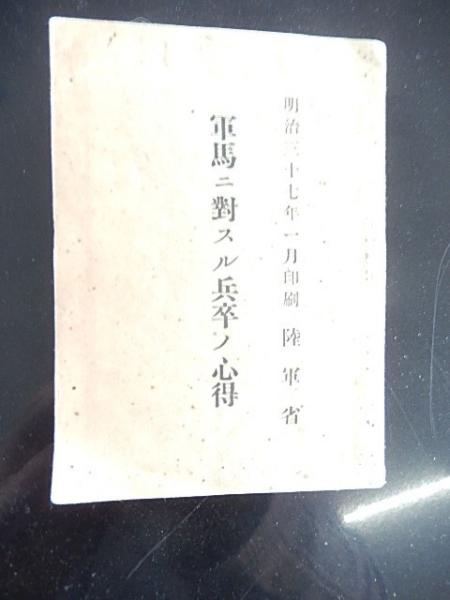 明治三十七年一月印刷 陸軍省
軍馬ニ對スル兵卒ノ心得